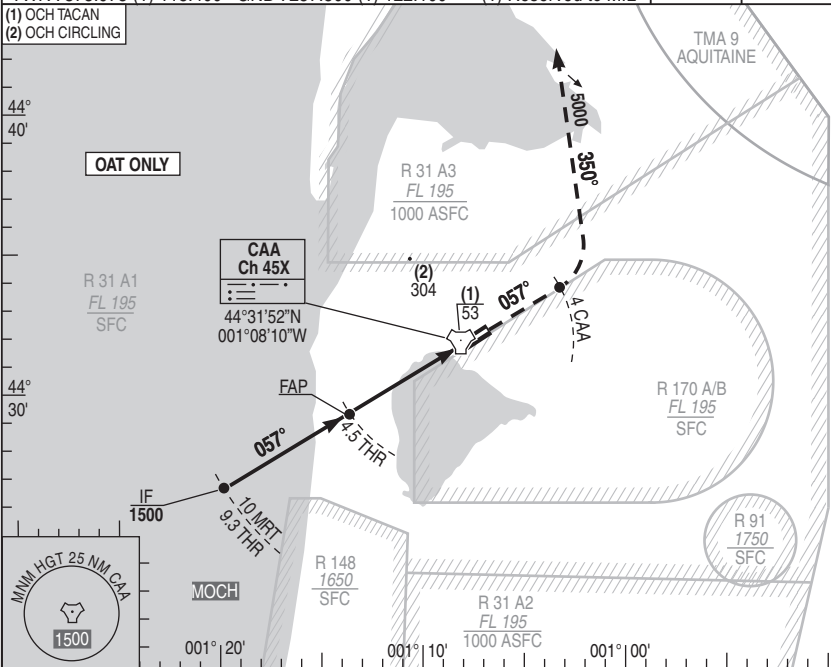 (1) OCH TACAN
(2) OCH CIRCLING
TMA 9
AQUITAINE
44°
40'
OAT ONLY
5000
350°
R 31 A3
FL 195
1000 ASFC
CAA
Ch 45X
44°31'52"N
001°08'10"W
(2)
304
(1)
53
057°
4 CAA
R 31 A1
FL 195
SFC
44°
30'
FAP
4.5 THR
057°
R 170 A/B
FL 195
SFC
IF
1500
10 MRT
9.3 THR
R 91
1750
SFC
R 148
1650
SFC
MNM HGT 25 NM CAA
1500
MOCH
R 31 A2
FL 195
1000 ASFC
001° 20'
001° 10'
001° 00'